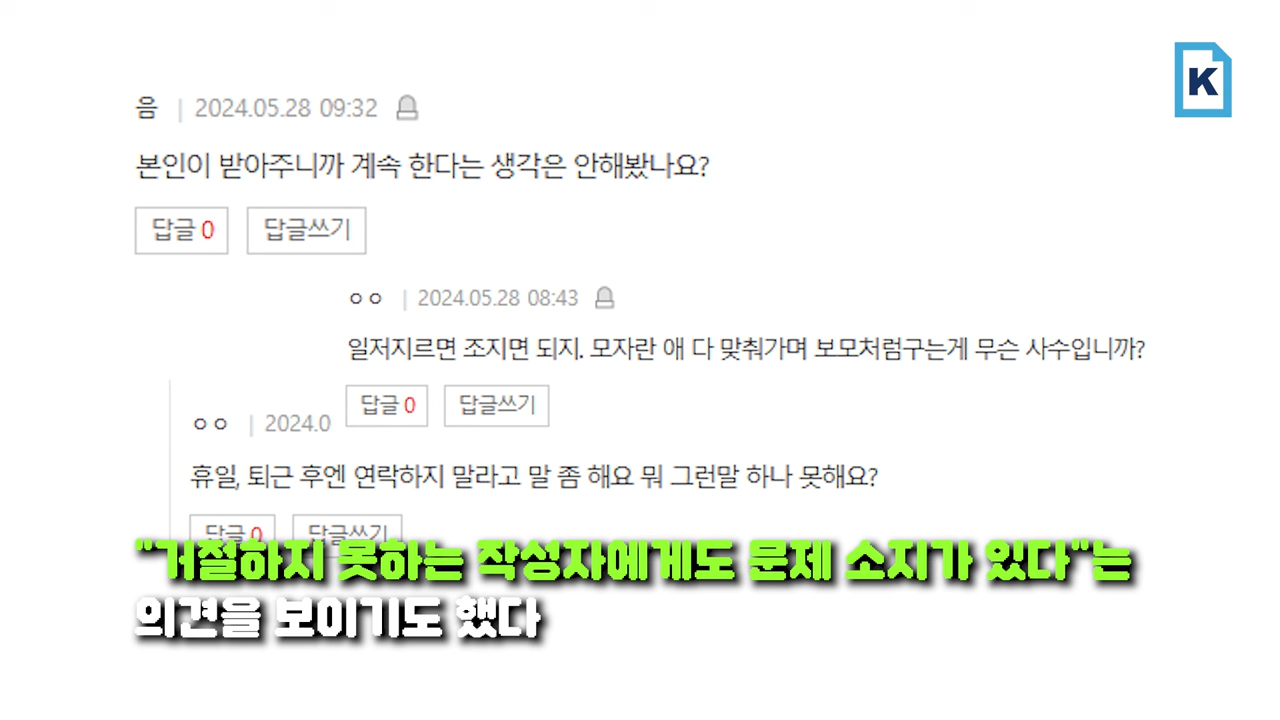 K
음 | 2024.05.28 09:32
본인이 받아주니까 계속 한다는 생각은 안해봤나요?
답글 0 답글쓰기
ㅇㅇ | 2024.05.28 08:43
일저지르면 조지면 되지. 모자란 애 다 맞춰가며 보모처럼구는게 무슨 사수입니까?
답글 0 답글쓰기
ㅇㅇ | 2024.0
휴일, 퇴근 후엔 연락하지 말라고 말 좀 해요 뭐 그런말 하나 못해요?
답글 0 답글쓰기
"거절하지 못하는 작성자에게도 문제 소지가 있다"는
의견을 보이기도 했다